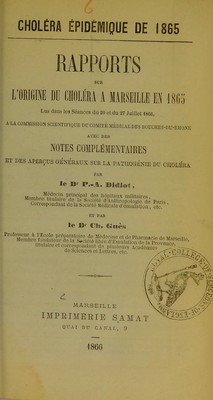 6
CHOLÉRA ÉPIDÉMIQUE DE 1865
RAPPORTS
SUR
L'ORIGINE DU CHOLÉRA A MARSEILLE EN 1865
Lus dans les Séances du 20 et du 27 Juillet 1866,
A LA COMMISSION SCIENTIFIQUE DU COMITÉ MÉDICAL DES BOUCHES-DU-RHONE
AVEC DES
NOTES COMPLÉMENTAIRES
ET DES APERÇUS GÉNÉRAUX SUR LA PATHOGÉNIE DU CHOLÉRA
PAR
le Dr P.-A. Didiot,
Médecin principal des hôpitaux militaires,
Membre titulaire de la Société d'Anthropologie de Paris,
Correspondant de la Société Médicale d'émulation, etc.
ET PAR
le Dr Ch. Guès
Professeur à l'École préparatoire de Médecine et de Pharmacie de Marseille,
Membre fondateur de la Société libre d'Émulation de la Provence,
titulaire et correspondant de plusieurs Académies
de Sciences et Lettres, etc.
MARSEILLE
IMPRIMERIE SAMAT
QUAI DU CANAL, 9
1866